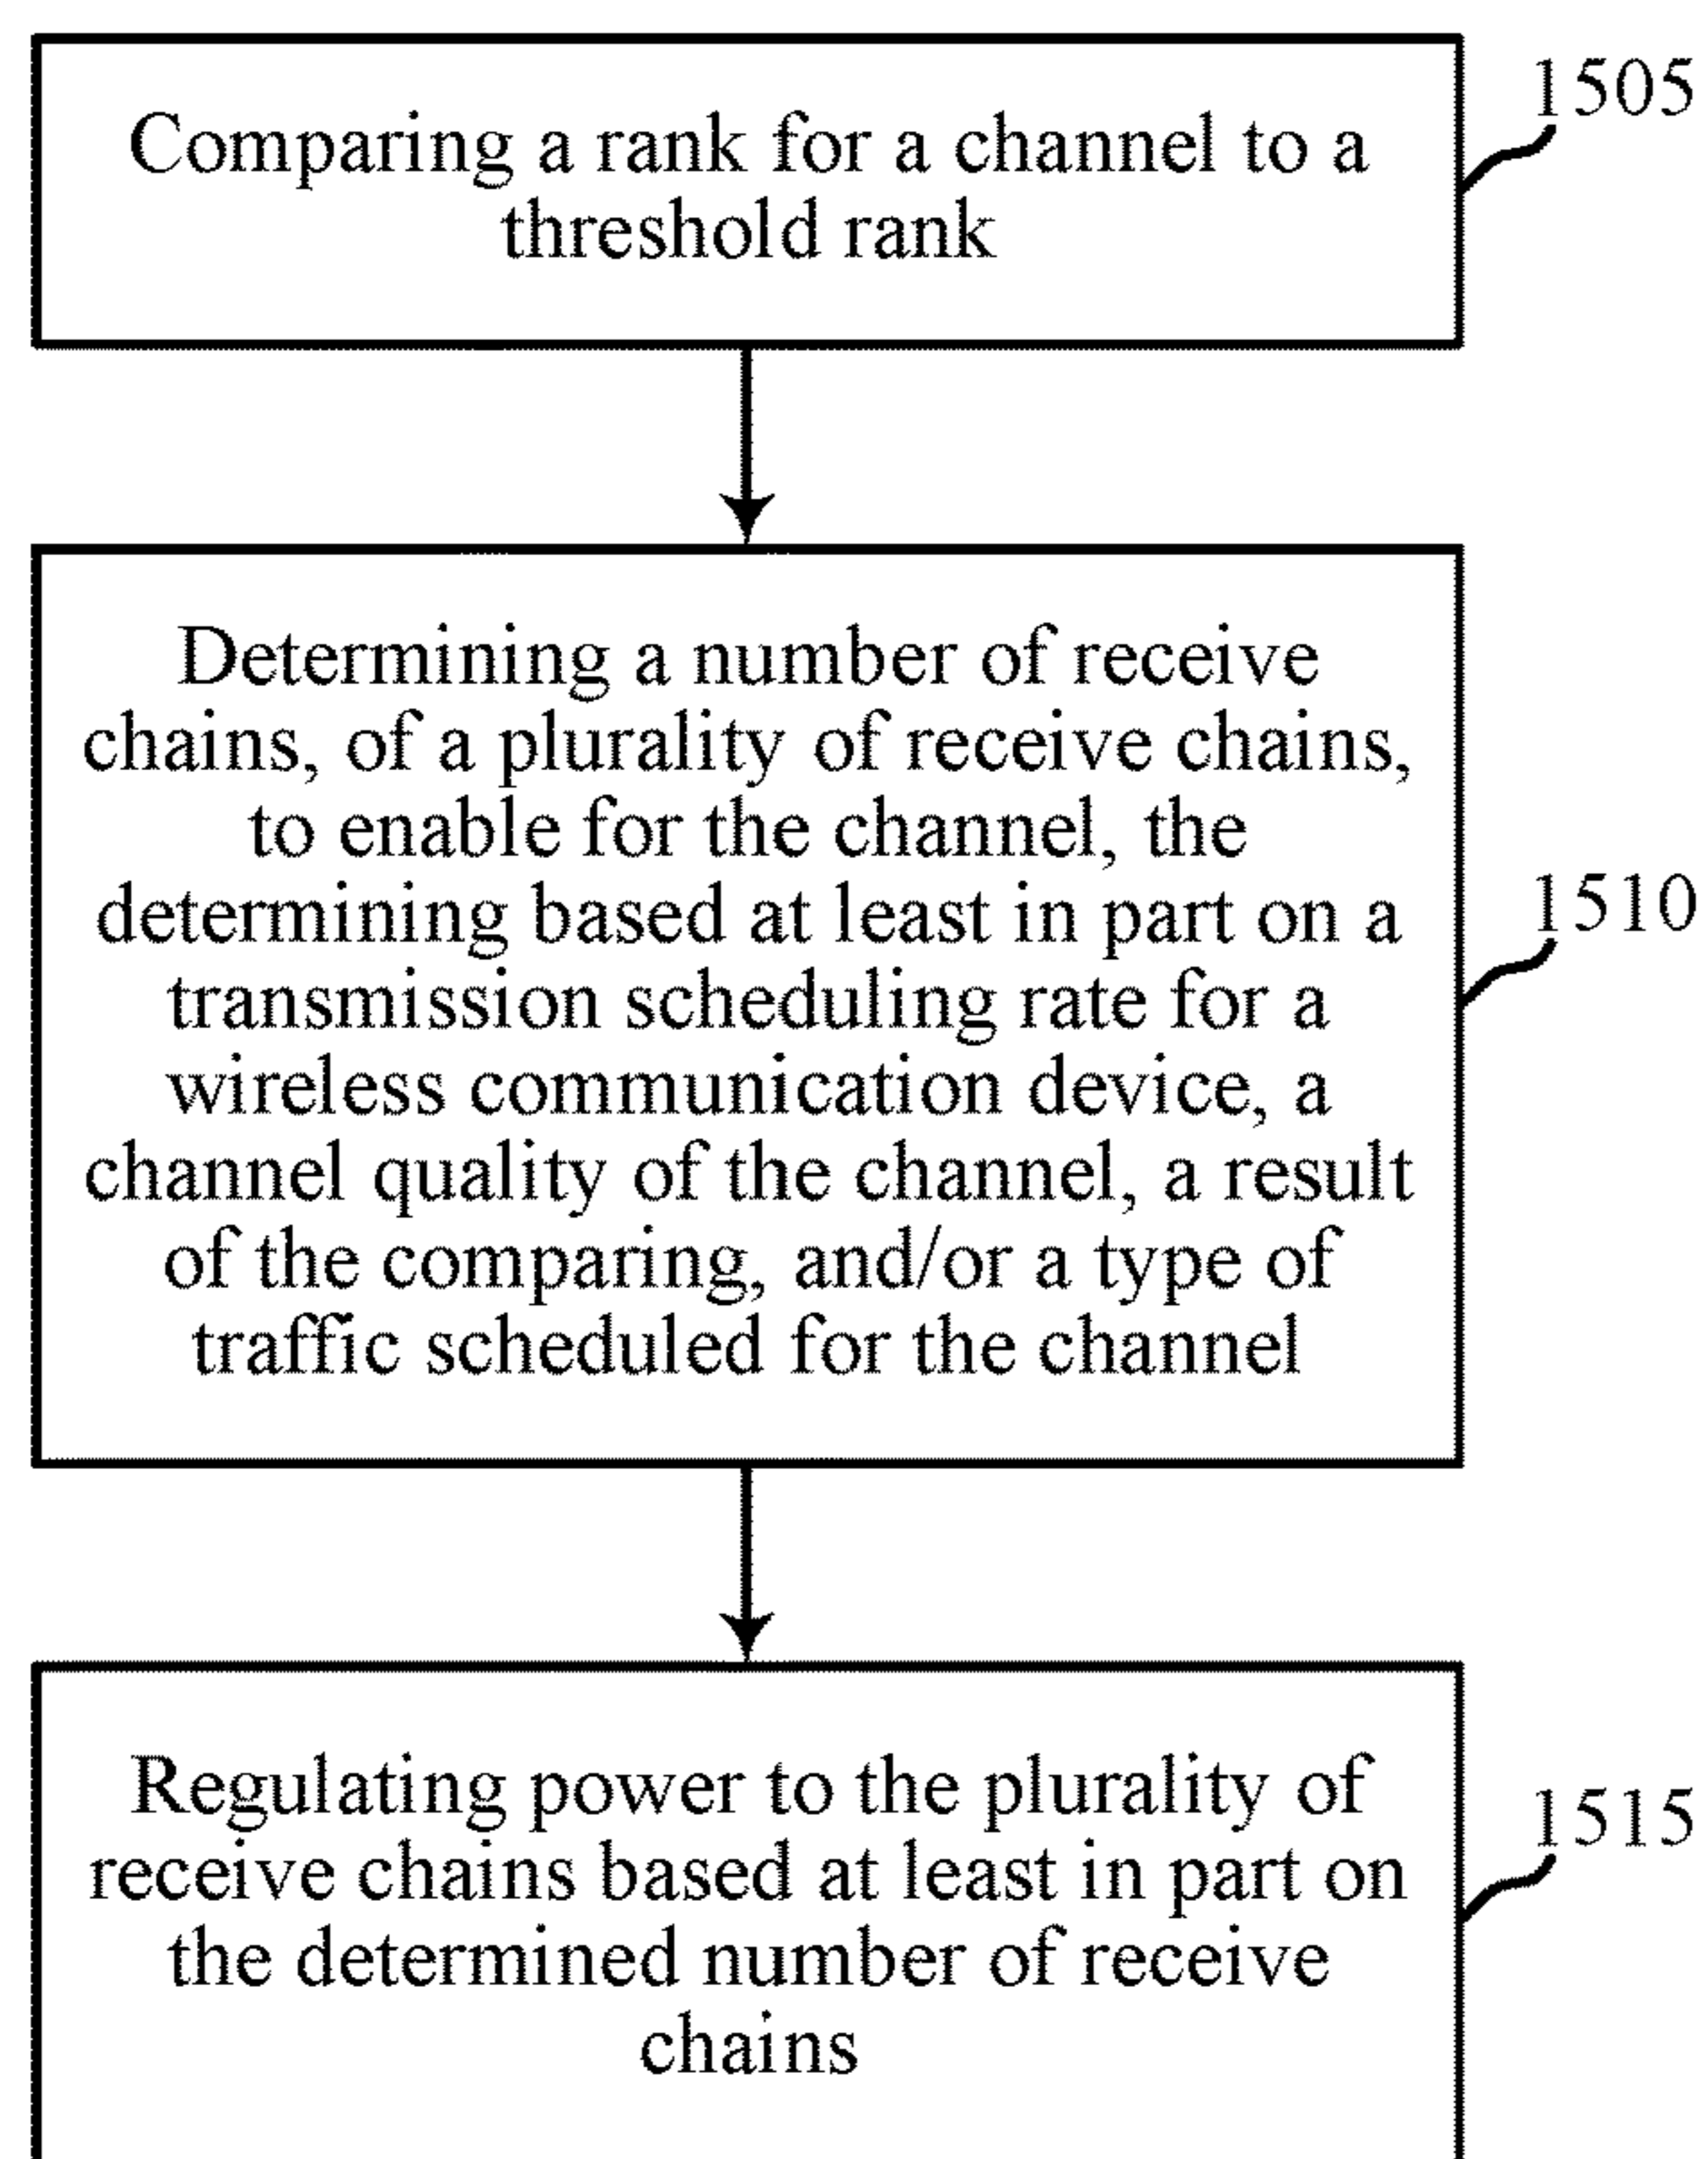 1505
Comparing a rank for a channel to a
threshold rank
Determining a number of receive
chains, of a plurality of receive chains,
to enable for the channel, the
determining based at least in part on a
transmission scheduling rate for a
wireless communication device, a
channel quality of the channel, a result
of the comparing, and/or a type of
traffic scheduled for the channel
1510
Regulating power to the plurality of
receive chains based at least in part on
the determined number of receive
chains
1515